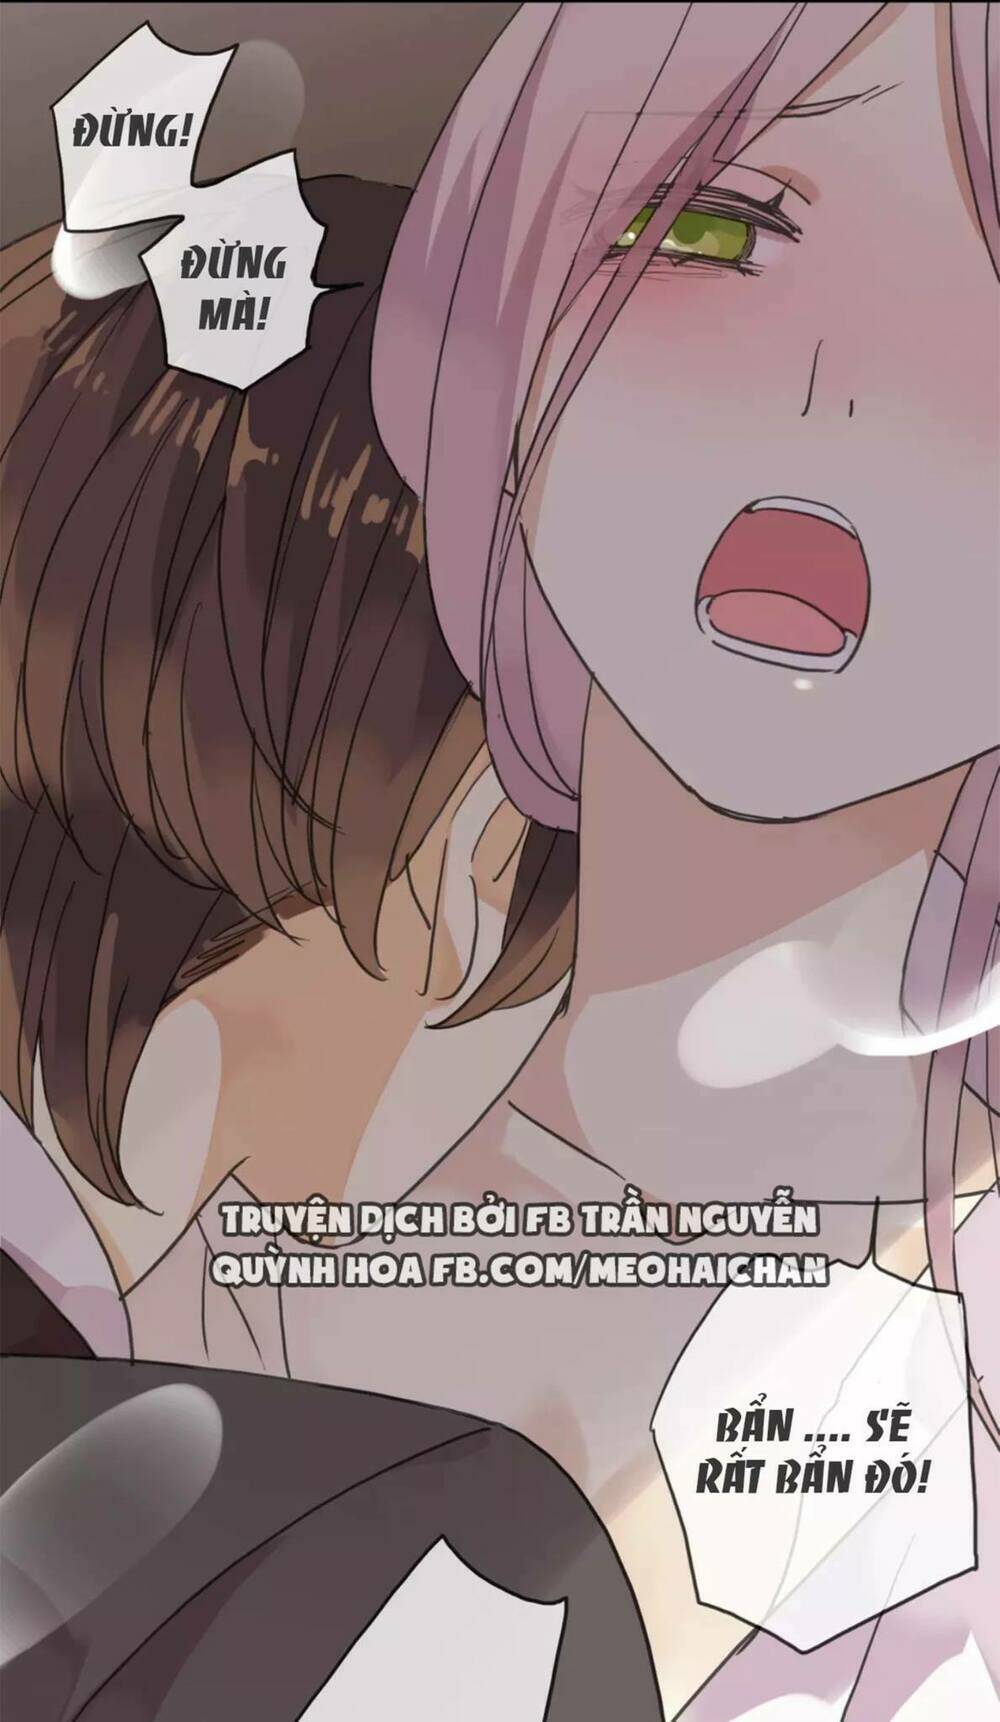 ĐỪNG!
ĐỪNG
MÀ!
TRUYỆN DỊCH BỞI FB TRẦN NGUYỄN
QUỲNH HOA FB.COM/MEOHAICHAN
BẨN .... SẼ
RẤT BẨN ĐÓ!